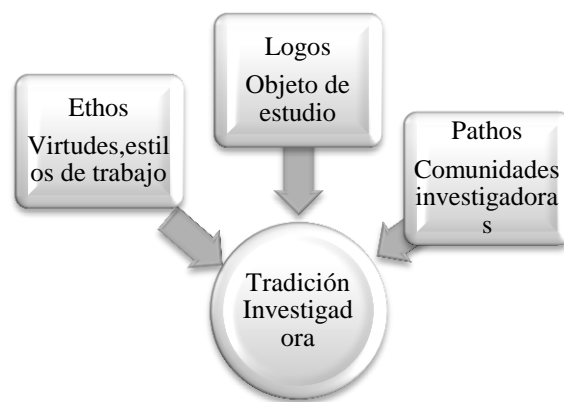 Ethos
Virtudes,estil
os de trabajo
Logos
Objeto de
estudio
Pathos
Comunidades
investigadora
s
Tradición
Investigad
ora